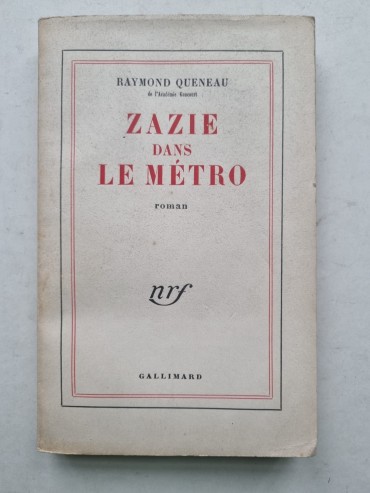 RAYMOND QUENEAU
de l'Académie Goncourt
ZAZIE
DANS
LE MÉTRO
roman
nrf
GALLIMARD